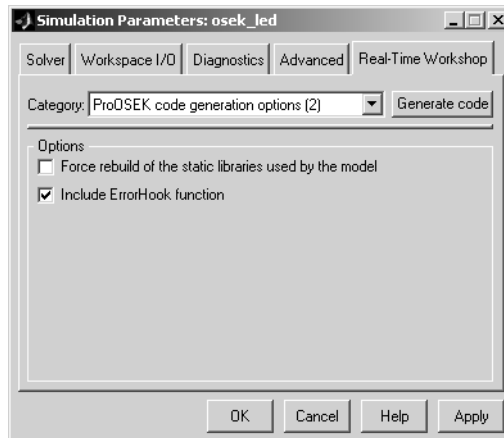 Simulation Parameters: osek_led
Solver Workspace I/O Diagnostics Advanced Real-Time Workshop
Category: ProOSEK code generation options (2) Generate code
Options
Force rebuild of the static libraries used by the model
Include ErrorHook function
OK Cancel Help Apply